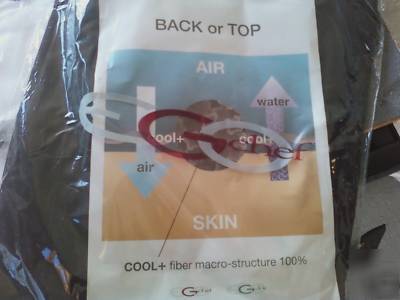 BACK or TOP
AIR
water
cool+ cool+
air
SKIN
COOL+ fiber macro-structure 100%